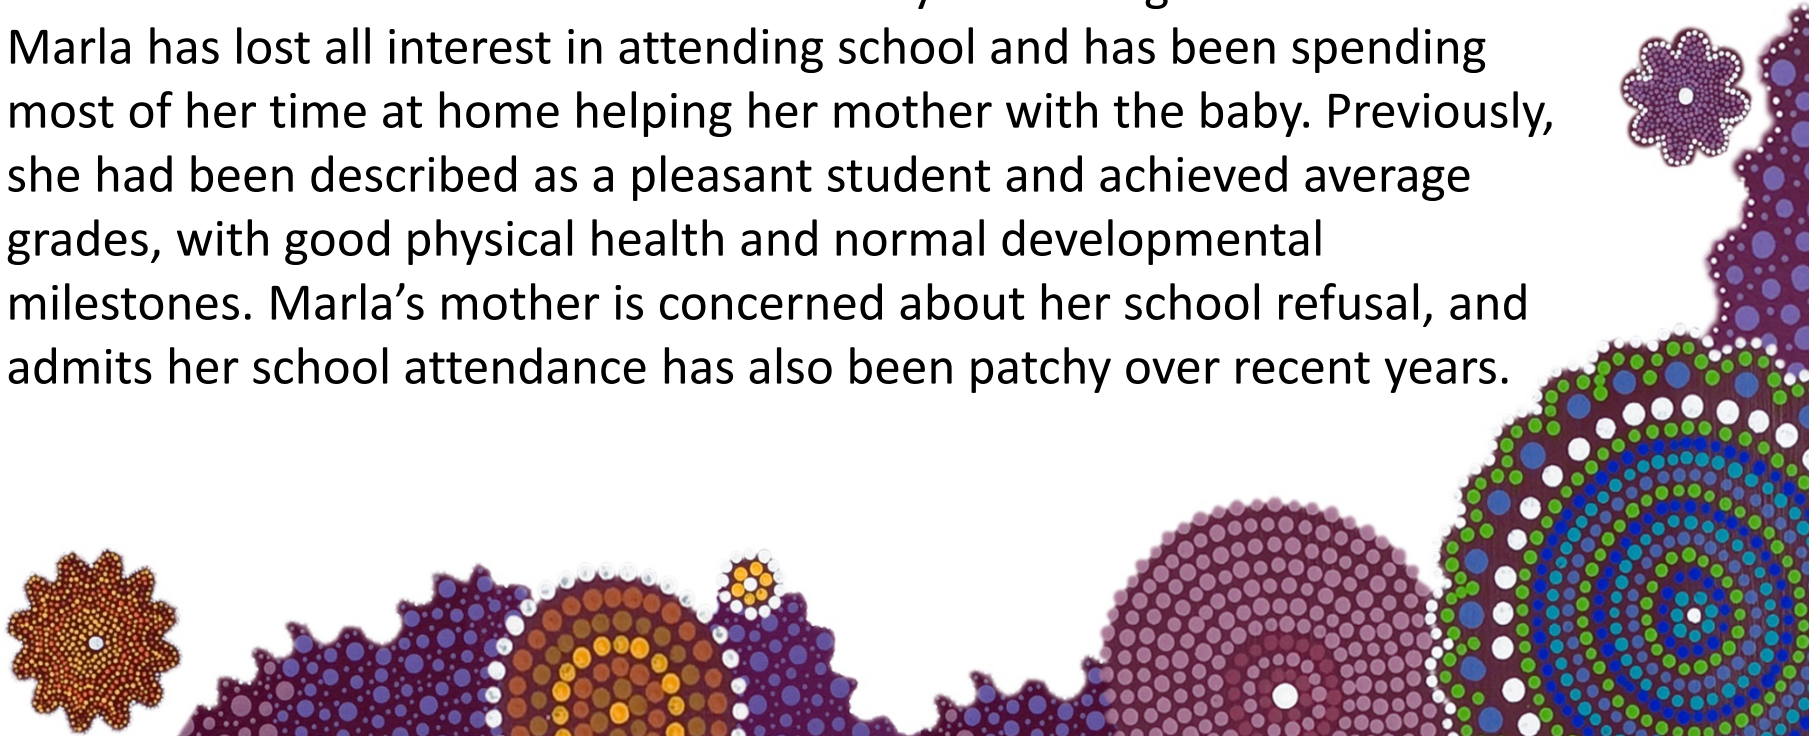 Marla has lost all interest in attending school and has been spending
most of her time at home helping her mother with the baby. Previously,
she had been described as a pleasant student and achieved average
grades, with good physical health and normal developmental
milestones. Marla’s mother is concerned about her school refusal, and
admits her school attendance has also been patchy over recent years.